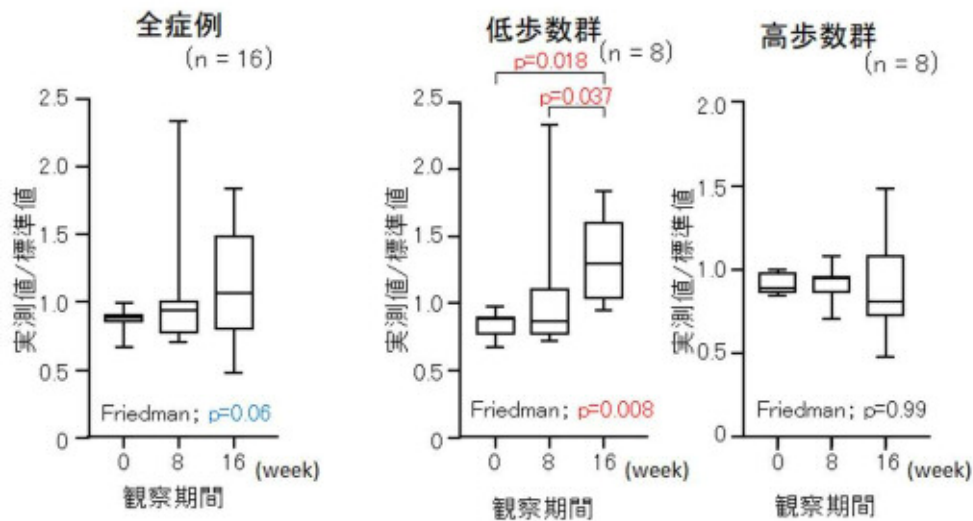 全症例
(n = 16)
2.5
2.0
1.5
1.0
0.5
0
実測値/標準値
Friedman; p=0.06
0 8 16 (week)
観察期間
低歩数群
(n = 8)
p=0.018
p=0.037
2.5
2.0
1.5
1.0
0.5
0
実測値/標準値
Friedman; p=0.008
0 8 16 (week)
観察期間
高歩数群
(n = 8)
2.0
1.5
1.0
0.5
0
実測値/標準値
Friedman; p=0.99
0 8 16 (week)
観察期間